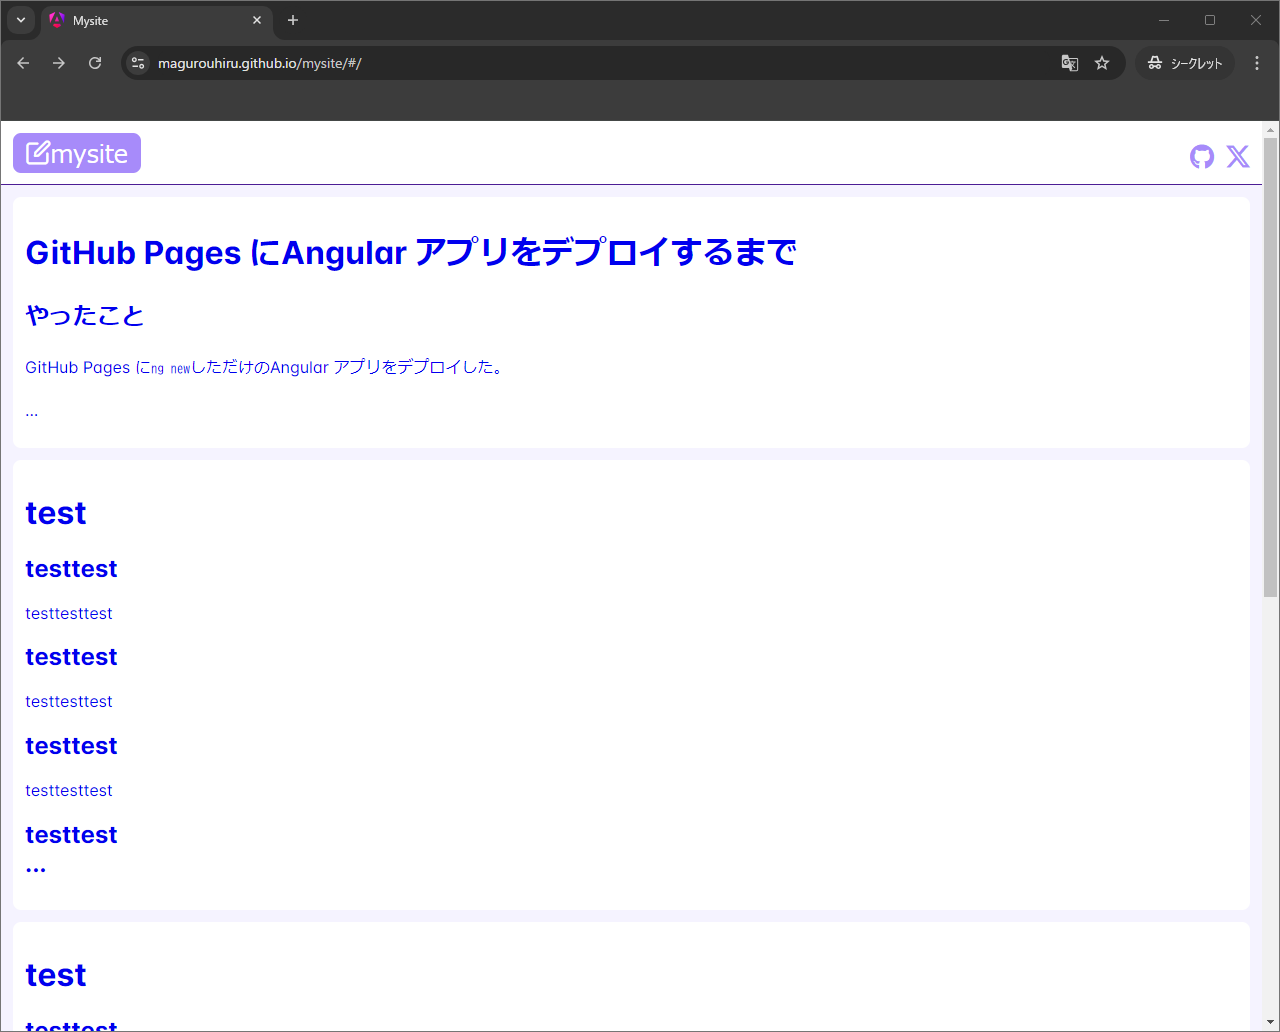 Mysite
magurouhiru.github.io/mysite/#/
シークレット
mysite
GitHub Pages にAngular アプリをデプロイするまで
やったこと
GitHub Pages にng newしただけのAngular アプリをデプロイした。
...
test
testtest
testtesttest
testtest
testtesttest
testtest
testtesttest
testtest
...
test
testtest